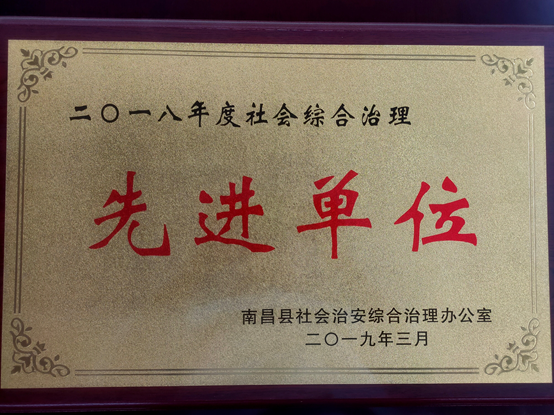 二〇一八年度社会综合治理
先进单位
南昌县社会治安综合治理办公室
二〇一九年三月